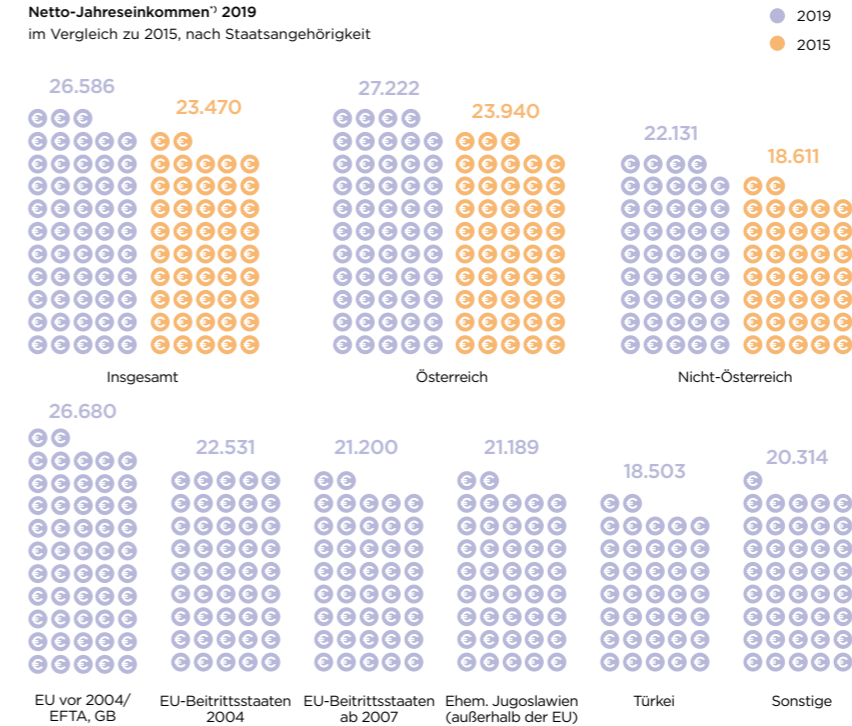 Netto-Jahreseinkommen*) 2019
im Vergleich zu 2015, nach Staatsangehörigkeit
2019
2015
26.586
23.470
27.222
23.940
22.131
18.611
Insgesamt
Österreich
Nicht-Österreich
26.680
22.531
21.200
21.189
18.503
20.314
EU vor 2004/
EFTA, GB
EU-Beitrittsstaaten
2004
EU-Beitrittsstaaten
ab 2007
Ehem. Jugoslawien
(außerhalb der EU)
Türkei
Sonstige